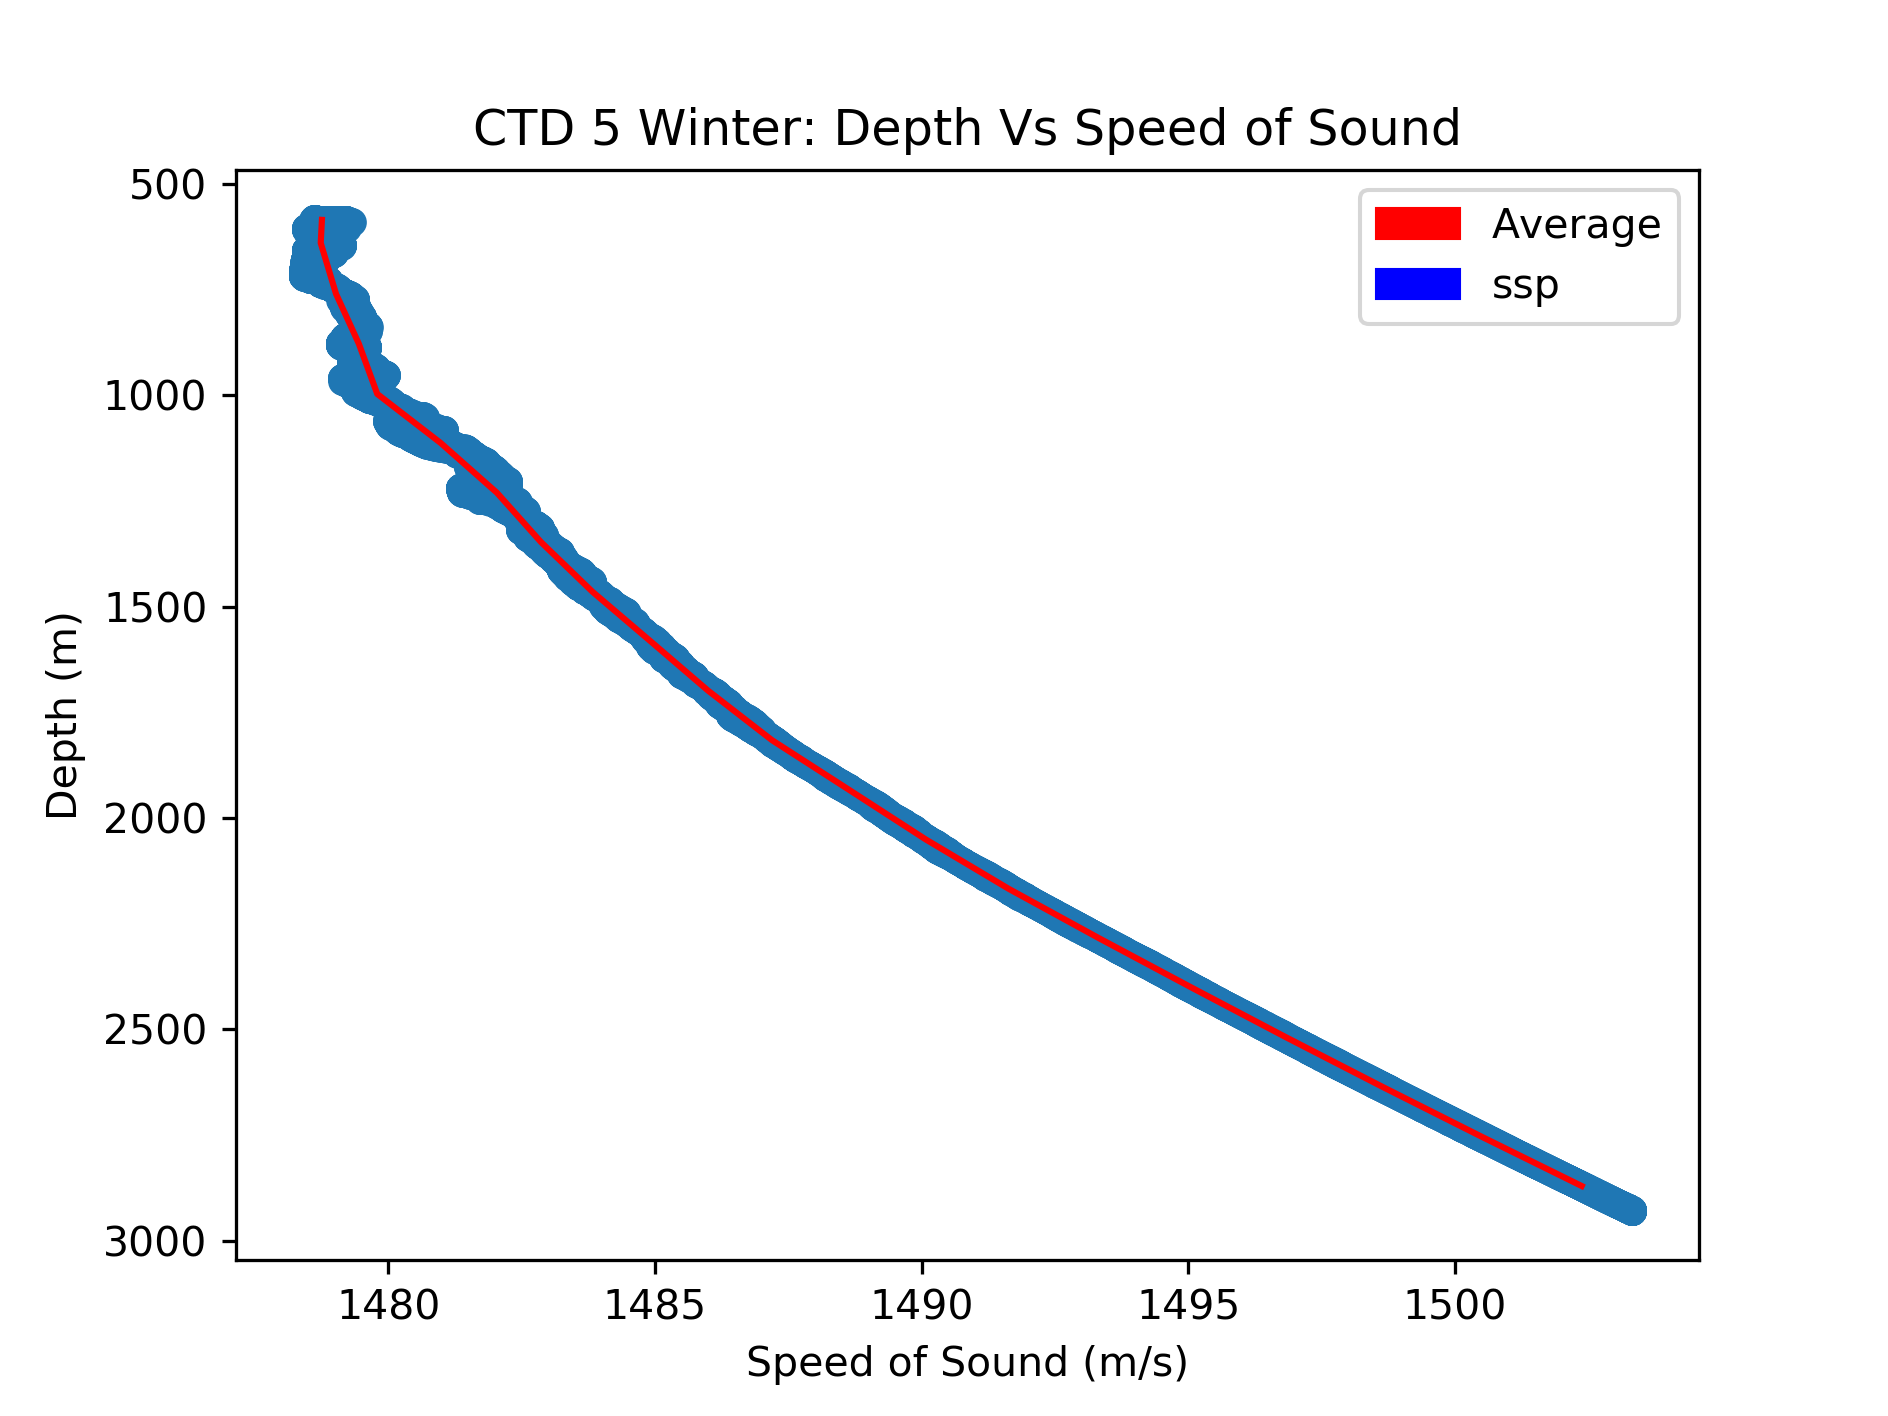 CTD 5 Winter: Depth Vs Speed of Sound
Average
ssp
Depth (m)
500
1000
1500
2000
2500
3000
1480 1485 1490 1495 1500
Speed of Sound (m/s)